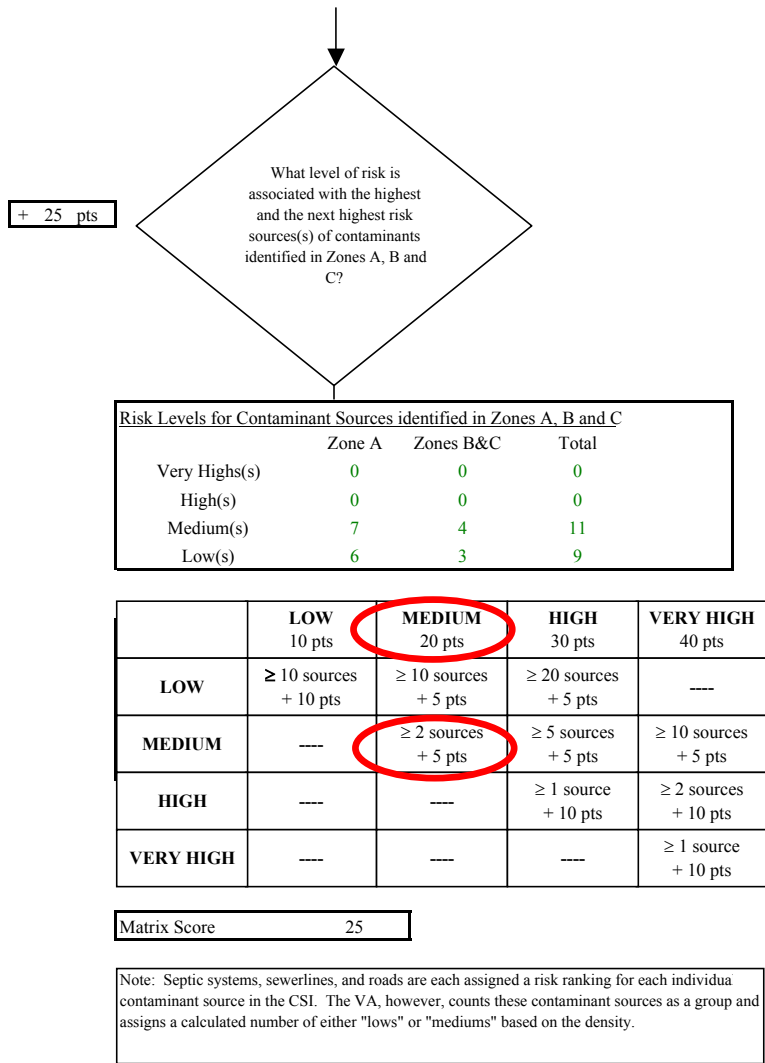 What level of risk is
associated with the highest
and the next highest risk
sources(s) of contaminants
identified in Zones A, B and
C?
+ 25 pts
Risk Levels for Contaminant Sources identified in Zones A, B and C
Zone A Zones B&C Total
Very Highs(s) 0 0 0
High(s) 0 0 0
Medium(s) 7 4 11
Low(s) 6 3 9
LOW MEDIUM HIGH VERY HIGH
10 pts 20 pts 30 pts 40 pts
LOW ≥ 10 sources ≥ 10 sources ≥ 20 sources ----
+ 10 pts + 5 pts + 5 pts
MEDIUM ---- ≥ 2 sources ≥ 5 sources ≥ 10 sources
+ 5 pts + 5 pts + 5 pts
HIGH ---- ---- ≥ 1 source ≥ 2 sources
+ 10 pts + 10 pts
VERY HIGH ---- ---- ---- ≥ 1 source
+ 10 pts
Matrix Score 25
Note: Septic systems, sewerlines, and roads are each assigned a risk ranking for each individua
contaminant source in the CSI. The VA, however, counts these contaminant sources as a group and
assigns a calculated number of either "lows" or "mediums" based on the density.